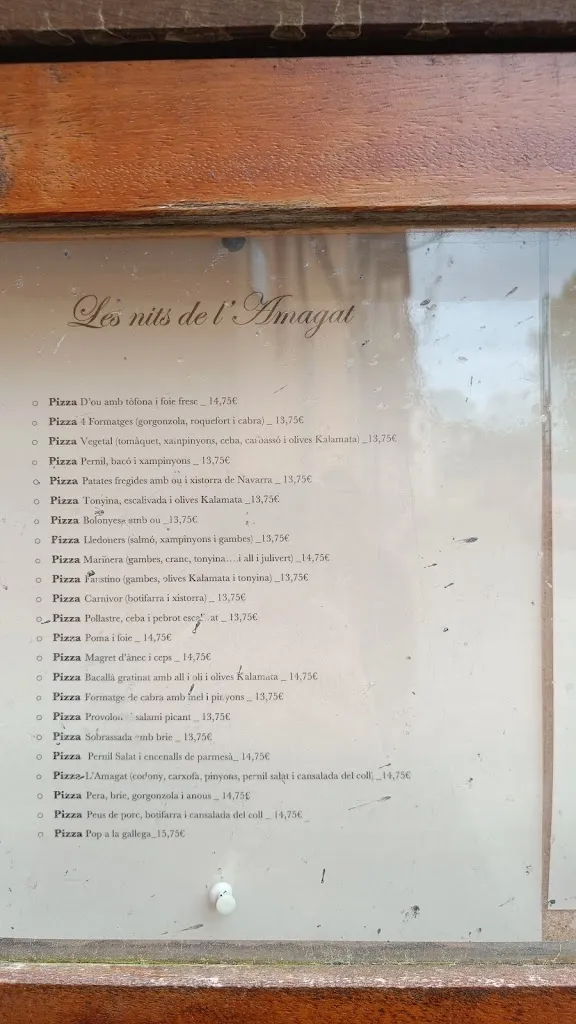 Les nits de l'Amagat
Pizza D'ou amb tòfona i foie fresc _ 14,75€
Pizza 4 Formatges (gorgonzola, roquefort i cabra) _ 13,75€
Pizza Vegetal (tomàquet, xampinyons, ceba, carbassó i olives Kalamata) _13,75€
Pizza Pernil, bacó i xampinyons _ 13,75€
Pizza Patates fregides amb ou i xistorra de Navarra _ 13,75€
Pizza Tonyina, escalivada i olives Kalamata _13,75€
Pizza Bolonyesa amb ou _13,75€
Pizza Lledoners (salmó, xampinyons i gambes) _13,75€
Pizza Marinera (gambes, cranc, tonyina....i all i julivert) _14,75€
Pizza Faustino (gambes, olives Kalamata i tonyina) _13,75€
Pizza Carnivor (botifarra i xistorra) _ 13,75€
Pizza Pollastre, ceba i pebrot escalivat _ 13,75€
Pizza Poma i foie _ 14,75€
Pizza Magret d'ànec i ceps _ 14,75€
Pizza Bacallà gratinat amb all i oli i olives Kalamata _ 14,75€
Pizza Formatge de cabra amb mel i pinyons _ 13,75€
Pizza Provolone salami picant _ 13,75€
Pizza Sobrassada amb brie _ 13,75€
Pizza Pernil Salat i encenalls de parmesà_ 14,75€
Pizza L'Amagat (codony, carxofa, pinyons, pernil salat i cansalada del coll) _14,75€
Pizza Pera, brie, gorgonzola i anous _ 14,75€
Pizza Peus de porc, botifarra i cansalada del coll _ 14,75€
Pizza Pop a la gallega_15,75€